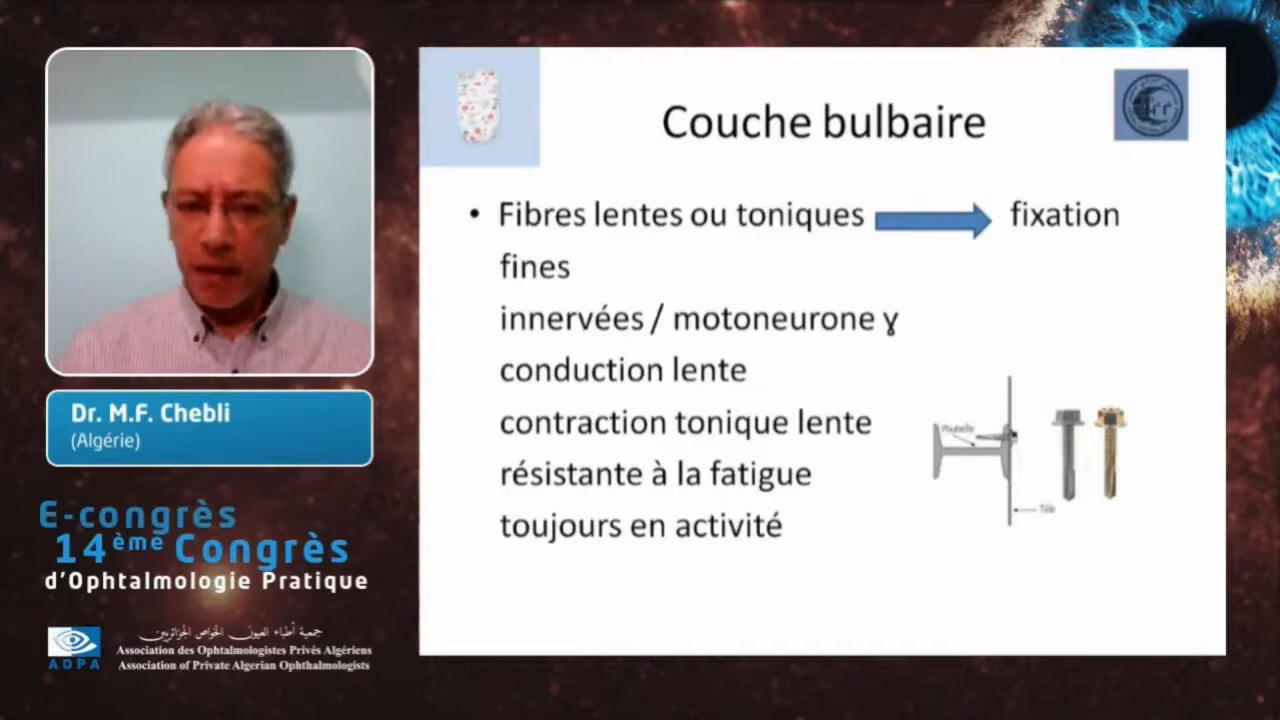 Couche bulbaire
• Fibres lentes ou toniques fixation
fines
innervées / motoneurone ɣ
conduction lente
contraction tonique lente
résistante à la fatigue
toujours en activité
Tôle
Dr. M.F. Chebli
(Algérie)
E-congrès
14ème Congrès
d'Ophtalmologie Pratique
جمعية أطباء العيون الخواص الجزائريين
Association des Ophtalmologistes Privés Algériens
Association of Private Algerian Ophthalmologists
AOPA